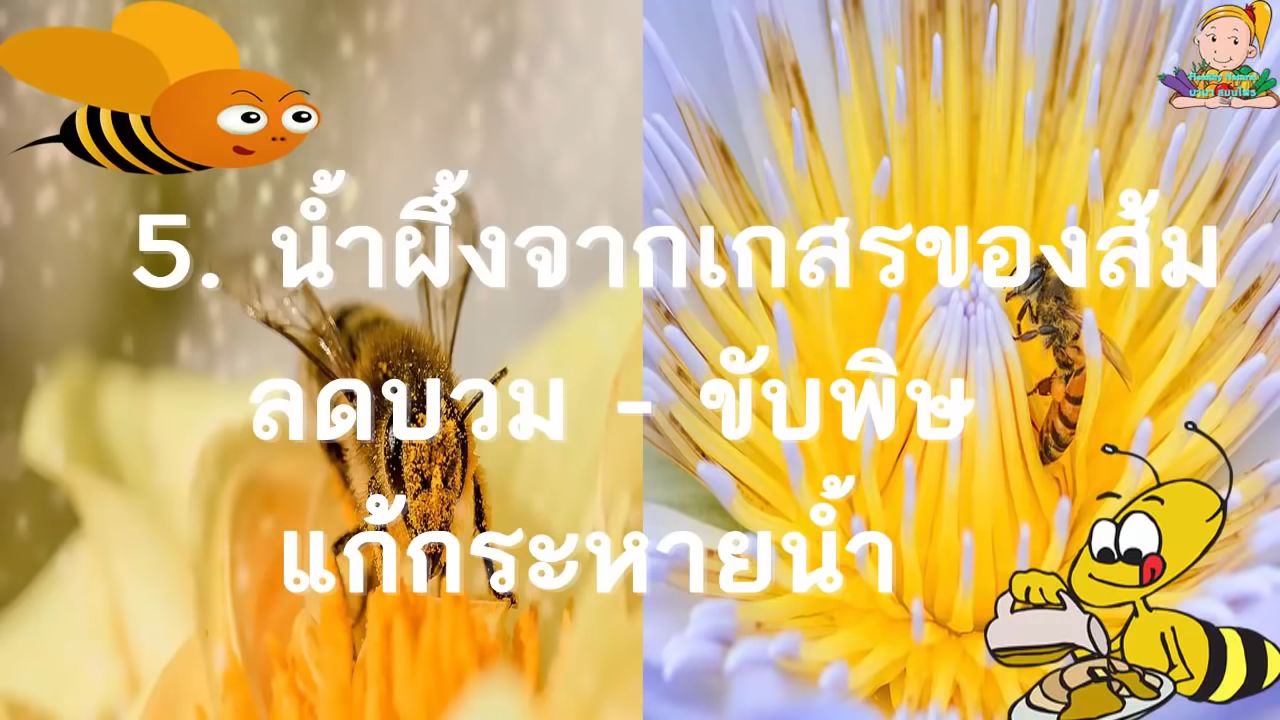 5. น้ำผึ้งจากเกสรของส้ม
ลดบวม - ขับพิษ
แก้กระหายน้ำ